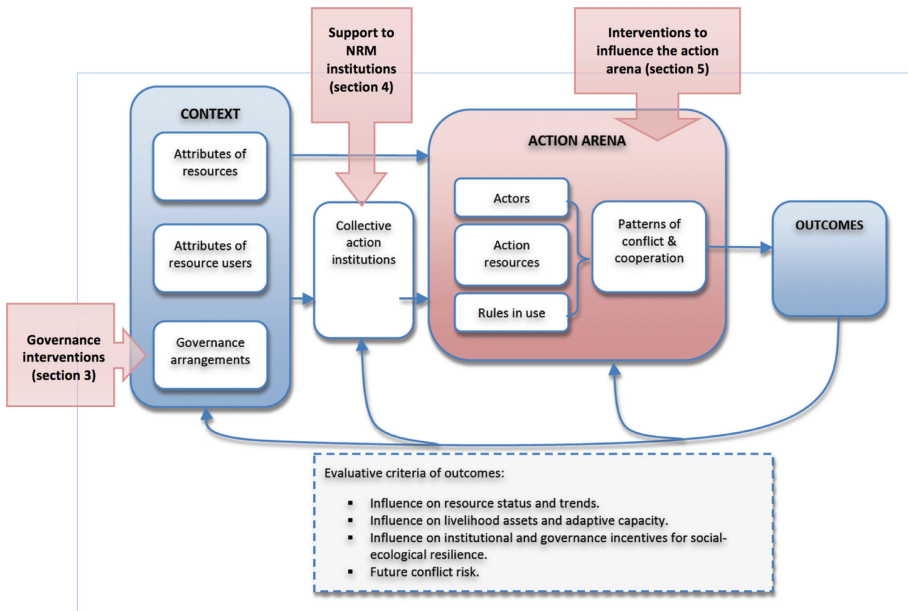 Support to
NRM
institutions
(section 4)
Interventions to
influence the action
arena (section 5)
CONTEXT
Attributes of
resources
Attributes of
resource users
Governance
arrangements
Governance
interventions
(section 3)
Collective
action
institutions
ACTION ARENA
Actors
Action
resources
Rules in use
Patterns of
conflict &
cooperation
OUTCOMES
Evaluative criteria of outcomes:
▪ Influence on resource status and trends.
▪ Influence on livelihood assets and adaptive capacity.
▪ Influence on institutional and governance incentives for social-
ecological resilience.
▪ Future conflict risk.